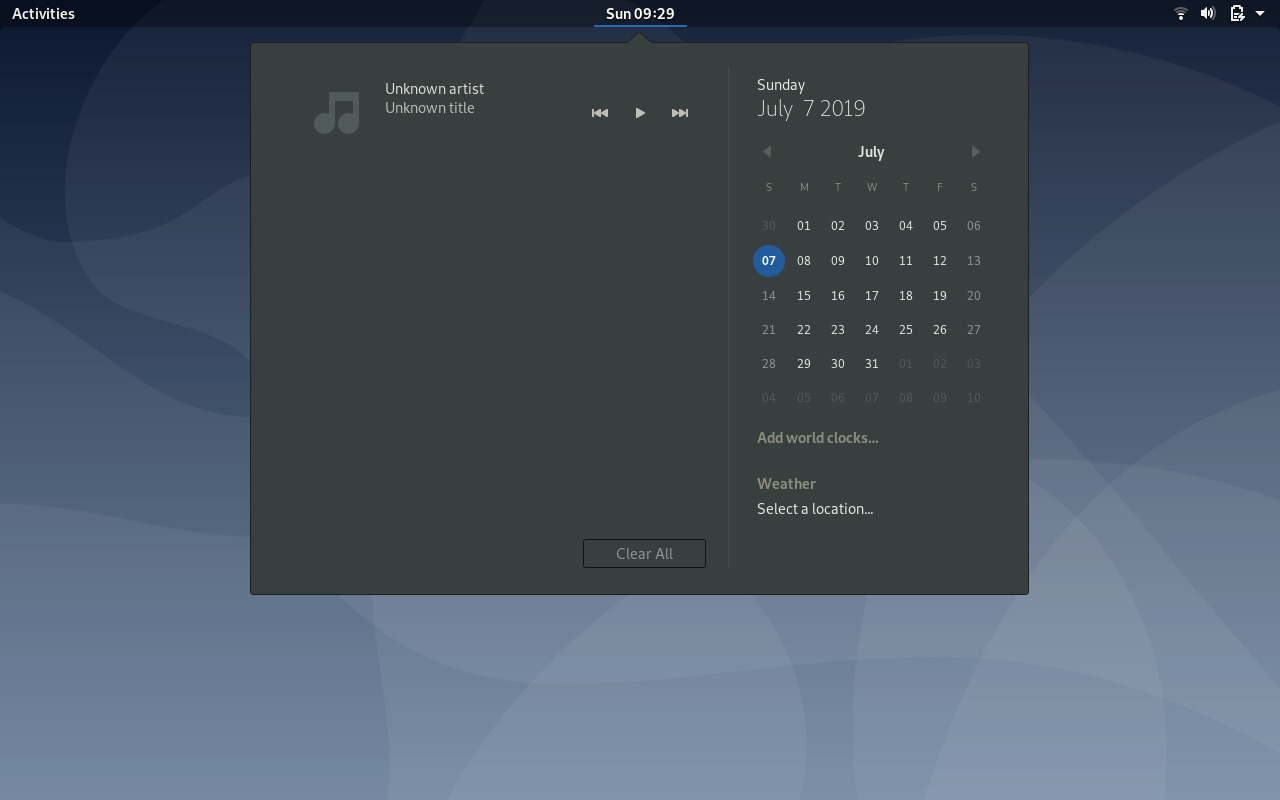 Activities
Sun 09:29
Unknown artist
Unknown title
Clear All
Sunday
July 7 2019
July
S M T W T F S
30 01 02 03 04 05 06
07 08 09 10 11 12 13
14 15 16 17 18 19 20
21 22 23 24 25 26 27
28 29 30 31 01 02 03
04 05 06 07 08 09 10
Add world clocks...
Weather
Select a location...